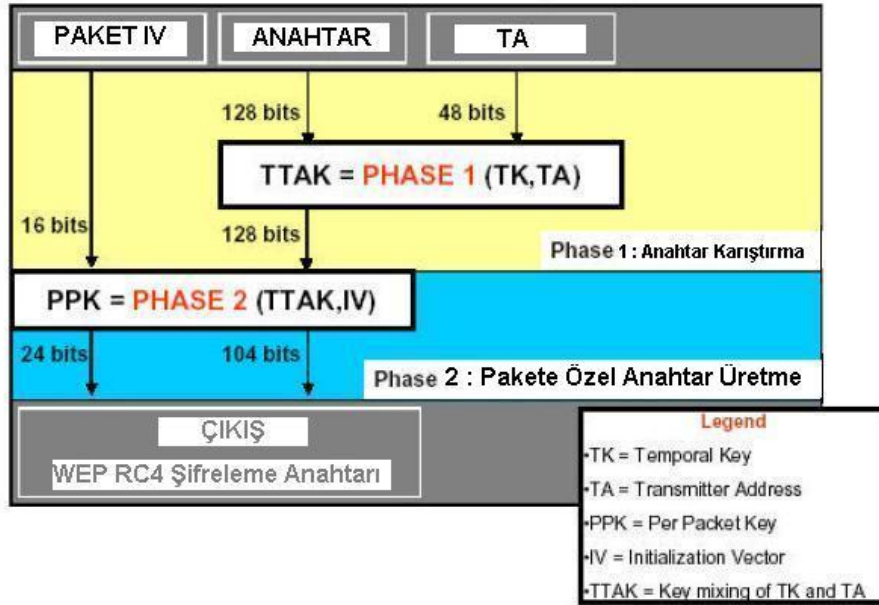 PAKET IV
ANAHTAR
TA
128 bits
48 bits
TTAK = PHASE 1 (TK,TA)
16 bits
128 bits
Phase 1 : Anahtar Karıştırma
PPK = PHASE 2 (TTAK,IV)
24 bits
104 bits
Phase 2 : Pakete Özel Anahtar Üretme
ÇIKIŞ
WEP RC4 Şifreleme Anahtarı
Legend
•TK = Temporal Key
•TA = Transmitter Address
•PPK = Per Packet Key
•IV = Initialization Vector
•TTAK = Key mixing of TK and TA